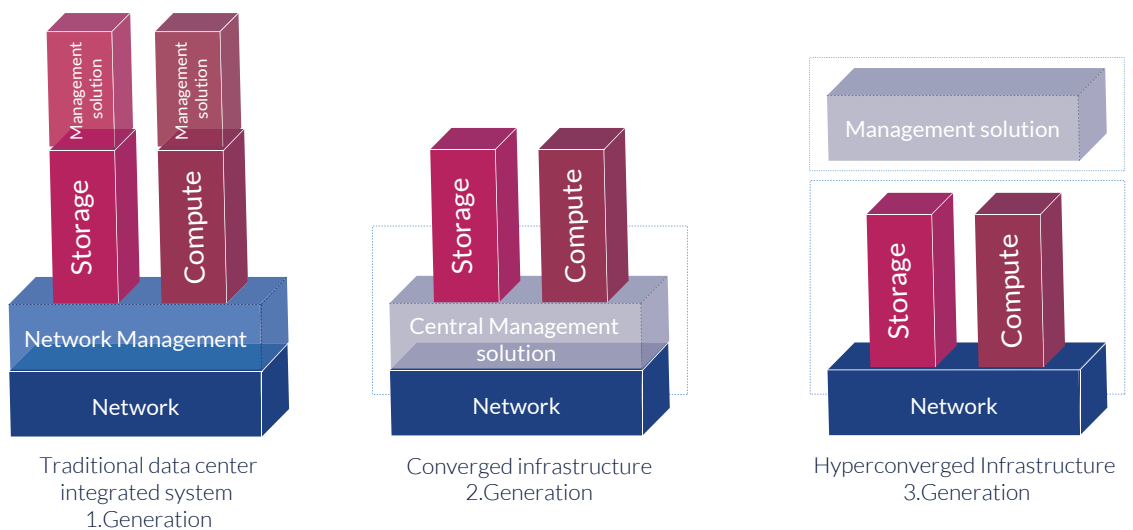 Management
solution
Storage
Management
solution
Compute
Network Management
Network
Traditional data center
integrated system
1.Generation
Storage
Compute
Central Management
solution
Network
Converged infrastructure
2.Generation
Management solution
Storage
Compute
Network
Hyperconverged Infrastructure
3.Generation